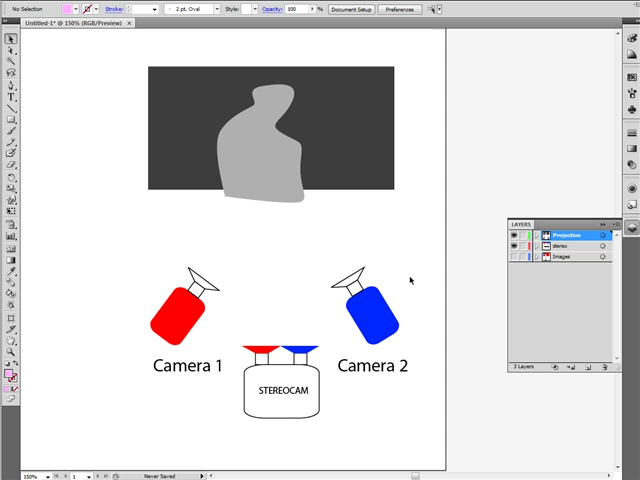 No Selection
Stroke:
2 pt. Oval
Style:
Opacity: 100 %
Document Setup
Preferences
Untitled-1* @ 150% (RGB/Preview) ×
LAYERS
Projection
stereo
Images
3 Layers
Camera 1
Camera 2
STEREOCAM
150%
1
Never Saved